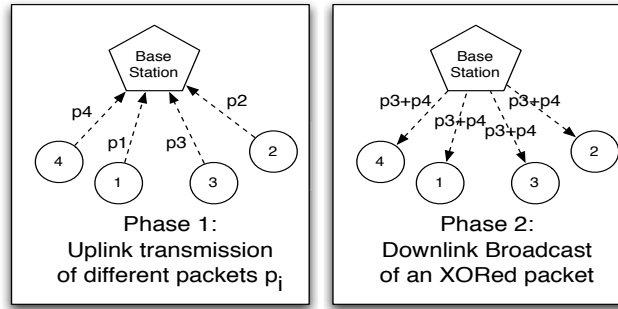 Base
Station
p4
p1
p3
p2
4
1
3
2
Phase 1:
Uplink transmission
of different packets pi
Base
Station
p3+p4
p3+p4
p3+p4
p3+p4
4
1
3
2
Phase 2:
Downlink Broadcast
of an XORed packet